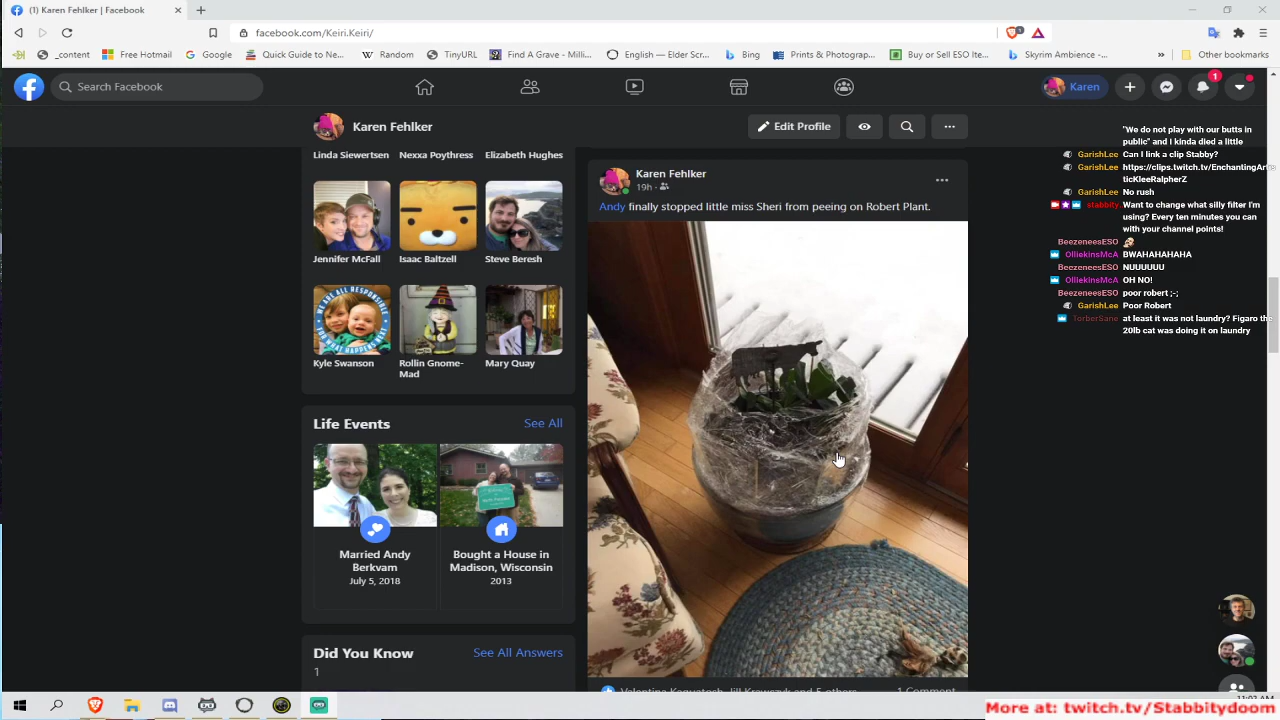 (1) Karen Fehlker | Facebook
facebook.com/Keiri.Keiri/
_content
Free Hotmail
Google
Quick Guide to Ne...
Random
TinyURL
Find A Grave - Milli...
English — Elder Scr...
Bing
Prints & Photograp...
Buy or Sell ESO Ite...
Skyrim Ambience -...
Other bookmarks
Search Facebook
Karen
1
Karen Fehlker
Edit Profile
Linda Siewertsen
Nexxa Poythress
Elizabeth Hughes
Jennifer McFall
Isaac Baltzell
Steve Beresh
WE ARE ALL RESPONSIBLE
Kyle Swanson
Rollin Gnome-
Mad
Mary Quay
Life Events
See All
Married Andy
Berkvam
July 5, 2018
Bought a House in
Madison, Wisconsin
2013
Did You Know
See All Answers
1
Karen Fehlker
19h
Andy finally stopped little miss Sheri from peeing on Robert Plant.
1 Comment
"We do not play with our butts in
public" and I kinda died a little
GarishLee Can I link a clip Stabby?
GarishLee https://clips.twitch.tv/EnchantingArtis
ticKleeRalpherZ
GarishLee No rush
stabbity Want to change what silly filter I'm
using? Every ten minutes you can
with your channel points!
BeezeneesESO
OlliekinsMcA BWAHAHAHAHA
BeezeneesESO NUUUUUU
OlliekinsMcA OH NO!
BeezeneesESO poor robert ;-;
GarishLee Poor Robert
TorberSane at least it was not laundry? Figaro the
20lb cat was doing it on laundry
More at: twitch.tv/Stabbitydoom